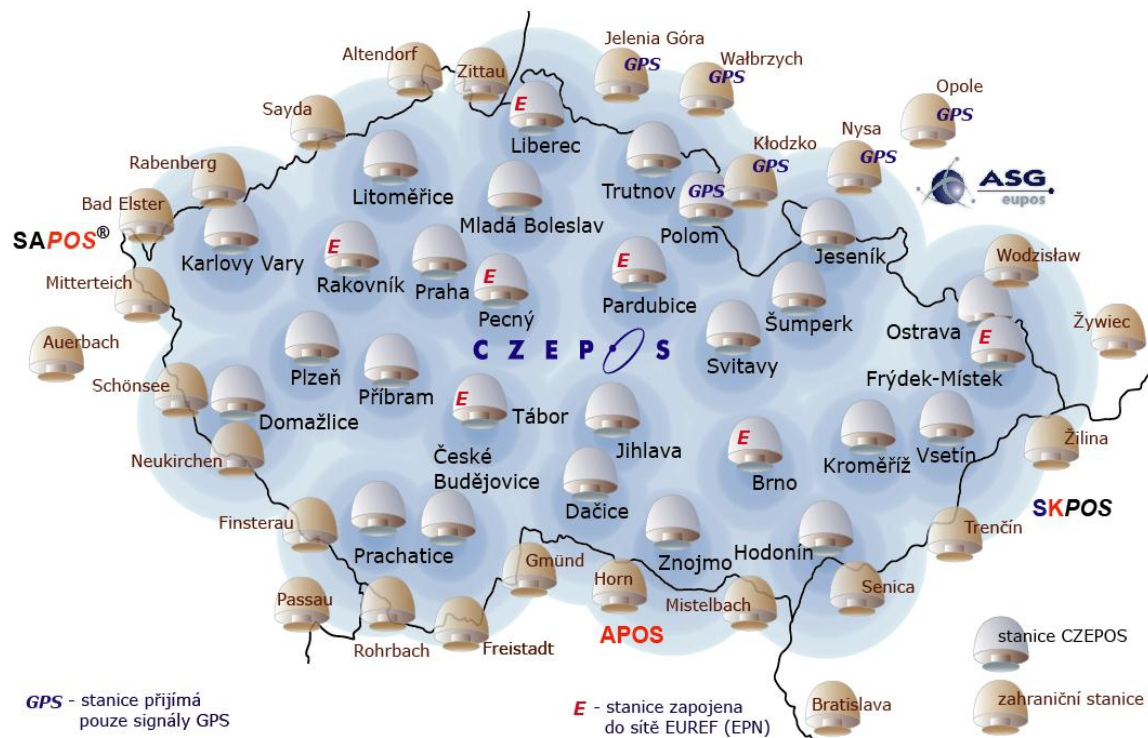 Jelenia Góra
GPS
Wałbrzych
GPS
Altendorf
Zittau
Opole
GPS
Sayda
E
Liberec
Kłodzko
GPS
Nysa
GPS
Rabenberg
Litoměřice
Trutnov
ASG
eupos
Bad Elster
Mladá Boleslav
GPS
Polom
SAPOS®
Karlovy Vary
E
Rakovník
Praha
E
Pecný
E
Pardubice
Jeseník
Wodzisław
Mitterteich
Šumperk
Ostrava
Żywiec
Auerbach
CZEPOS
Svitavy
E
Frýdek-Místek
Schönsee
Plzeň
Příbram
Domažlice
E
Tábor
Jihlava
E
Brno
Kroměříž
Vsetín
Žilina
Neukirchen
České
Budějovice
Dačice
SKPOS
Finsterau
Prachatice
Gmünd
Znojmo
Hodonín
Trenčín
Passau
Horn
Mistelbach
Senica
Rohrbach
Freistadt
APOS
stanice CZEPOS
GPS - stanice přijímá
pouze signály GPS
E - stanice zapojena
do sítě EUREF (EPN)
Bratislava
zahraniční stanice